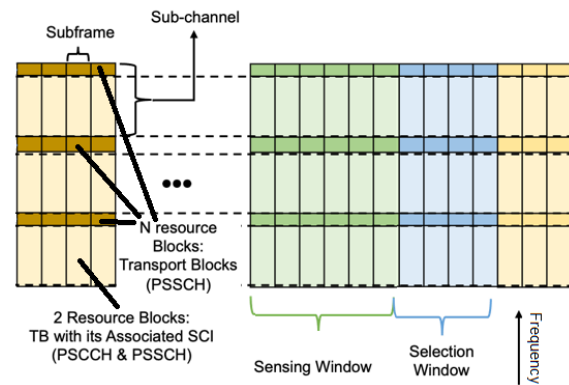 Sub-channel
Subframe
N resource
Blocks:
Transport Blocks
(PSSCH)
2 Resource Blocks:
TB with its Associated SCI
(PSCCH & PSSCH)
Sensing Window
Selection
Window
Frequency